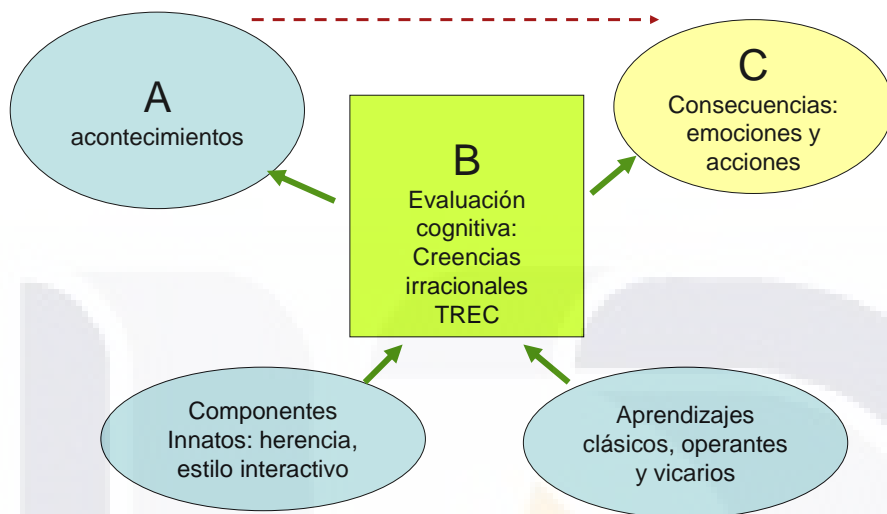 A
acontecimientos
C
Consecuencias:
emociones y
acciones
B
Evaluación
cognitiva:
Creencias
irracionales
TREC
Componentes
Innatos: herencia,
estilo interactivo
Aprendizajes
clásicos, operantes
y vicarios